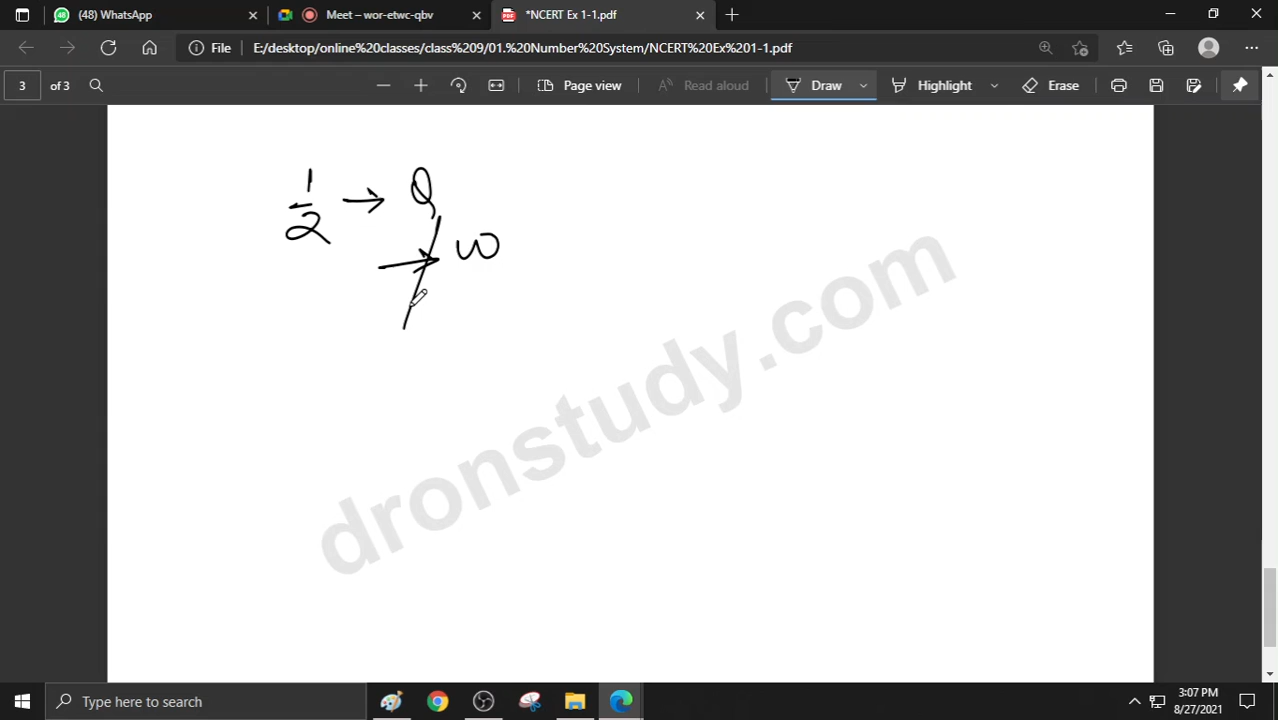 (48) WhatsApp
Meet – wor-etwc-qbv
*NCERT Ex 1-1.pdf
File E:/desktop/online%20classes/class%209/01.%20Number%20System/NCERT%20Ex%201-1.pdf
3 of 3
Page view
Read aloud
Draw
Highlight
Erase
1/2 → Q
→ W
dronstudy.com
Type here to search
3:07 PM
8/27/2021